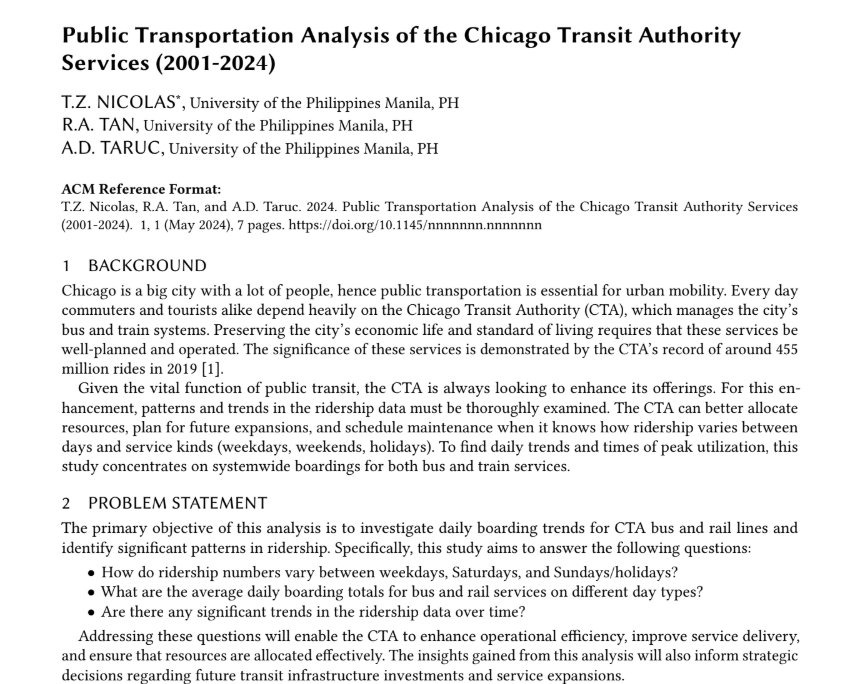 Public Transportation Analysis of the Chicago Transit Authority
Services (2001-2024)
T.Z. NICOLAS*, University of the Philippines Manila, PH
R.A. TAN, University of the Philippines Manila, PH
A.D. TARUC, University of the Philippines Manila, PH
ACM Reference Format:
T.Z. Nicolas, R.A. Tan, and A.D. Taruc. 2024. Public Transportation Analysis of the Chicago Transit Authority Services
(2001-2024). 1, 1 (May 2024), 7 pages. https://doi.org/10.1145/nnnnnnn.nnnnnnn
1 BACKGROUND
Chicago is a big city with a lot of people, hence public transportation is essential for urban mobility. Every day
commuters and tourists alike depend heavily on the Chicago Transit Authority (CTA), which manages the city's
bus and train systems. Preserving the city's economic life and standard of living requires that these services be
well-planned and operated. The significance of these services is demonstrated by the CTA's record of around 455
million rides in 2019 [1].
Given the vital function of public transit, the CTA is always looking to enhance its offerings. For this en-
hancement, patterns and trends in the ridership data must be thoroughly examined. The CTA can better allocate
resources, plan for future expansions, and schedule maintenance when it knows how ridership varies between
days and service kinds (weekdays, weekends, holidays). To find daily trends and times of peak utilization, this
study concentrates on systemwide boardings for both bus and train services.
2 PROBLEM STATEMENT
The primary objective of this analysis is to investigate daily boarding trends for CTA bus and rail lines and
identify significant patterns in ridership. Specifically, this study aims to answer the following questions:
• How do ridership numbers vary between weekdays, Saturdays, and Sundays/holidays?
• What are the average daily boarding totals for bus and rail services on different day types?
• Are there any significant trends in the ridership data over time?
Addressing these questions will enable the CTA to enhance operational efficiency, improve service delivery,
and ensure that resources are allocated effectively. The insights gained from this analysis will also inform strategic
decisions regarding future transit infrastructure investments and service expansions.